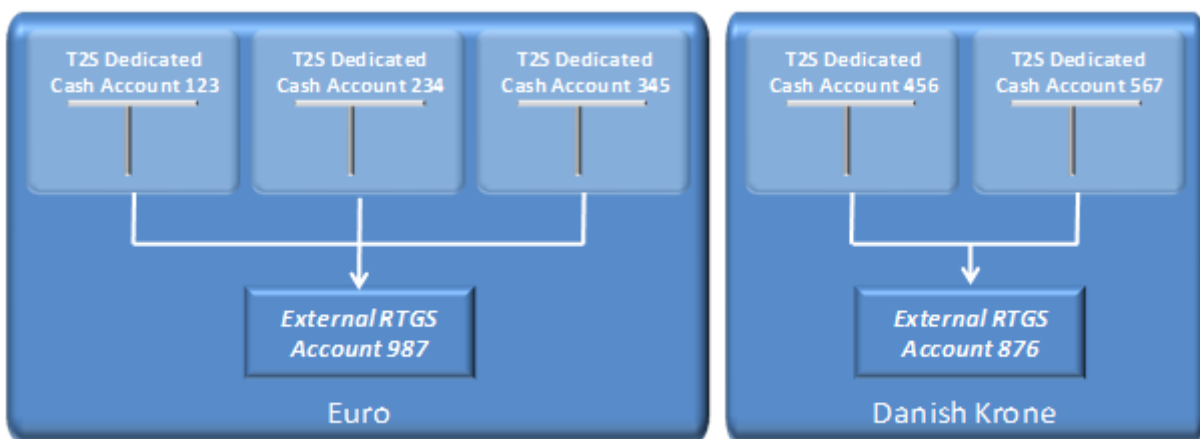 T2S Dedicated
Cash Account 123
T2S Dedicated
Cash Account 234
T2S Dedicated
Cash Account 345
External RTGS
Account 987
Euro
T2S Dedicated
Cash Account 456
T2S Dedicated
Cash Account 567
External RTGS
Account 876
Danish Krone